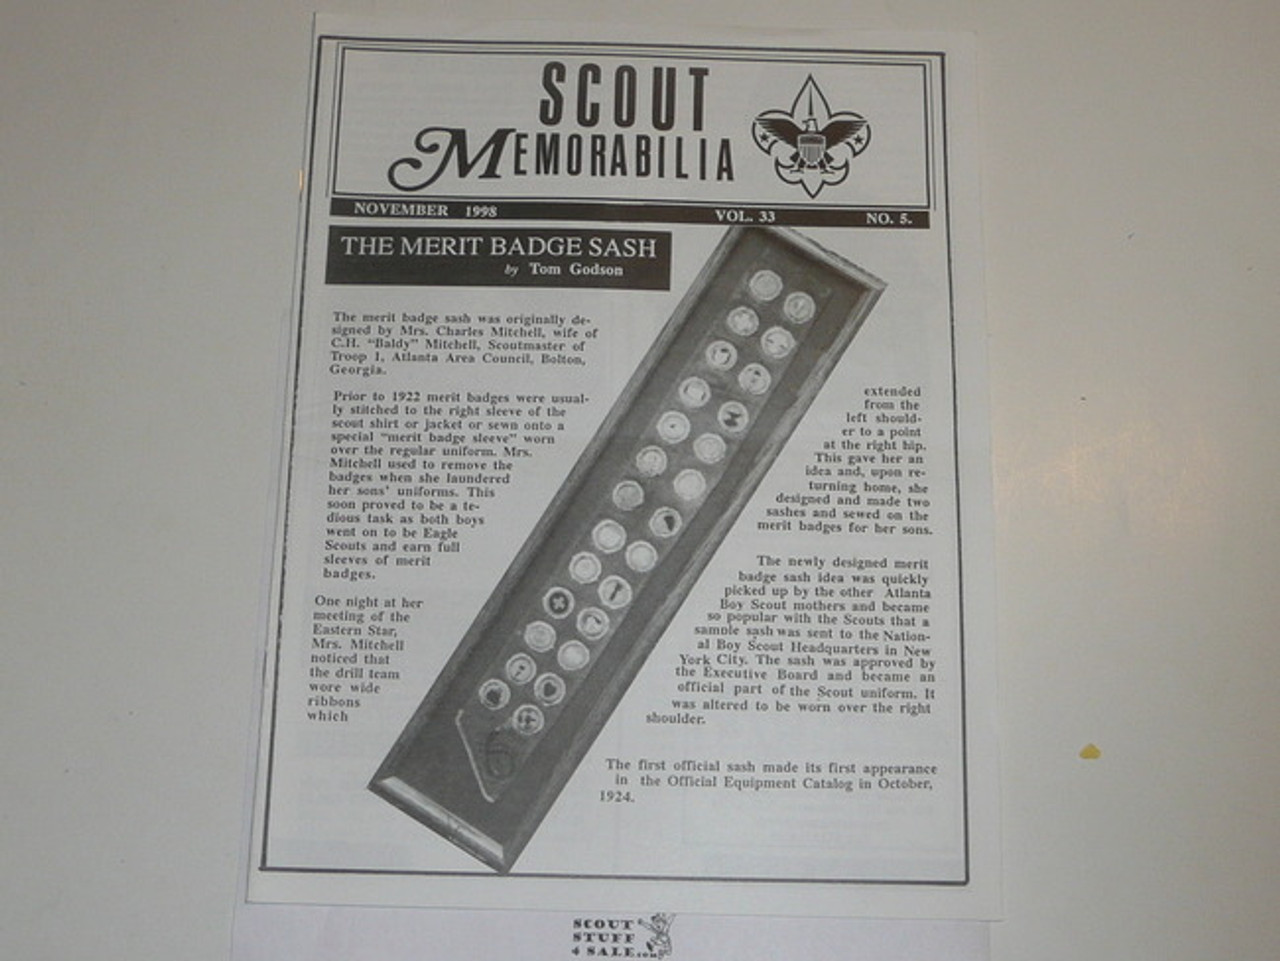 SCOUT
MEMORABILIA
NOVEMBER 1998 VOL. 33 NO. 5.
THE MERIT BADGE SASH
by Tom Godson
The merit badge sash was originally de-
signed by Mrs. Charles Mitchell, wife of
C.H. "Baldy" Mitchell, Scoutmaster of
Troop 1, Atlanta Area Council, Bolton,
Georgia.
Prior to 1922 merit badges were usual-
ly stitched to the right sleeve of the
scout shirt or jacket or sewn onto a
special "merit badge sleeve" worn
over the regular uniform. Mrs.
Mitchell used to remove the
badges when she laundered
her sons' uniforms. This
soon proved to be a te-
dious task as both boys
went on to be Eagle
Scouts and earn full
sleeves of merit
badges.
One night at her
meeting of the
Eastern Star,
Mrs. Mitchell
noticed that
the drill team
wore wide
ribbons
which
extended
from the
left should-
er to a point
at the right hip.
This gave her an
idea and, upon re-
turning home, she
designed and made two
sashes and sewed on the
merit badges for her sons.
The newly designed merit
badge sash idea was quickly
picked up by the other Atlanta
Boy Scout mothers and became
so popular with the Scouts that a
sample sash was sent to the Nation-
al Boy Scout Headquarters in New
York City. The sash was approved by
the Executive Board and became an
official part of the Scout uniform. It
was altered to be worn over the right
shoulder.
The first official sash made its first appearance
in the Official Equipment Catalog in October,
1924.
SCOUT
STUFF
4 SALE.com